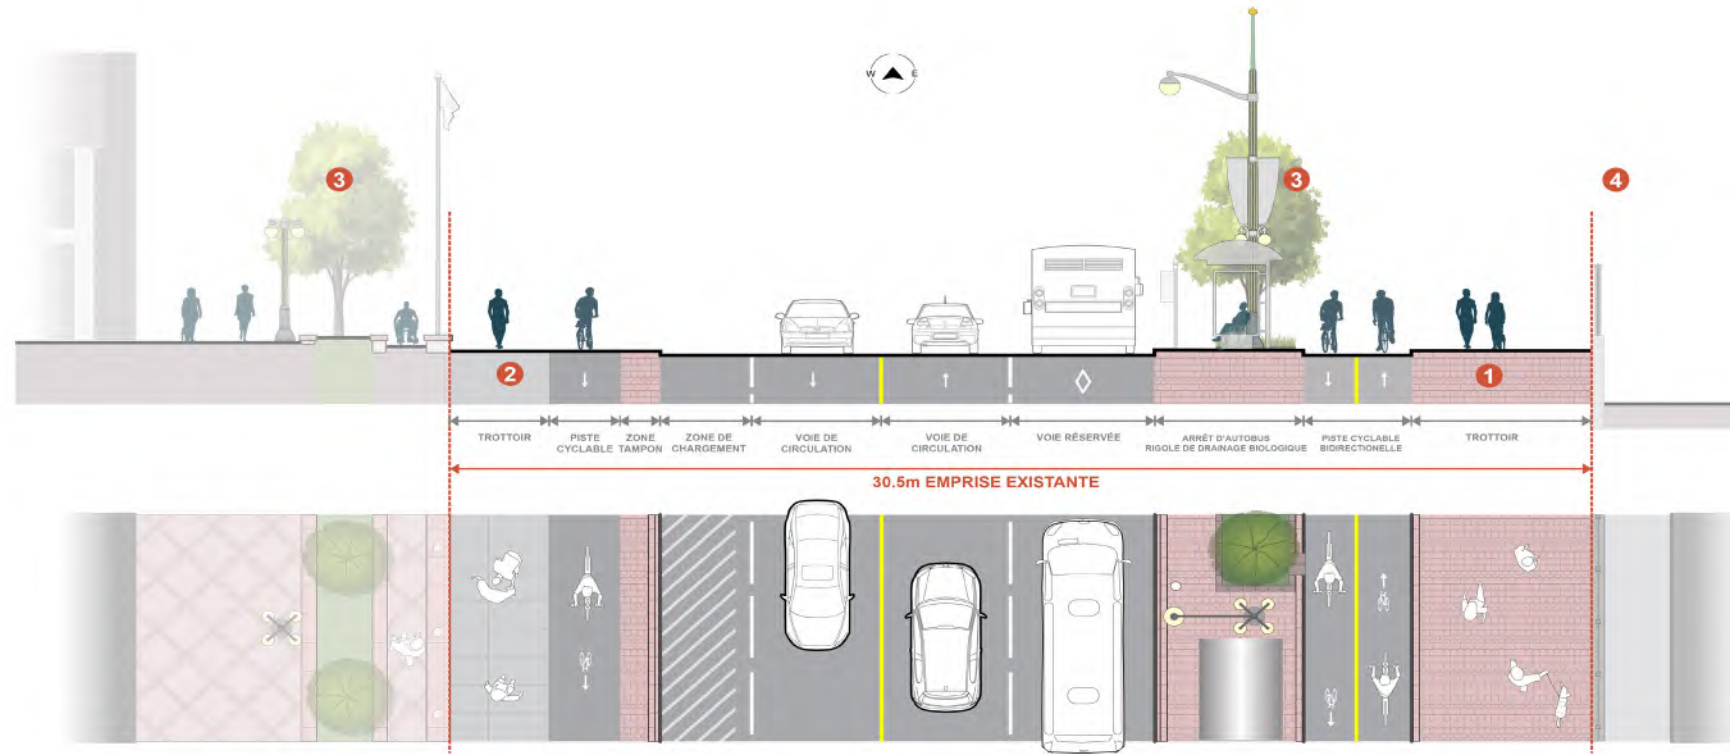 W E
3
3
4
2
1
TROTTOIR
PISTE
CYCLABLE
ZONE
TAMPON
ZONE DE
CHARGEMENT
VOIE DE
CIRCULATION
VOIE DE
CIRCULATION
VOIE RÉSERVÉE
ARRÊT D'AUTOBUS
RIGOLE DE DRAINAGE BIOLOGIQUE
PISTE CYCLABLE
BIDIRECTIONELLE
TROTTOIR
30.5m EMPRISE EXISTANTE